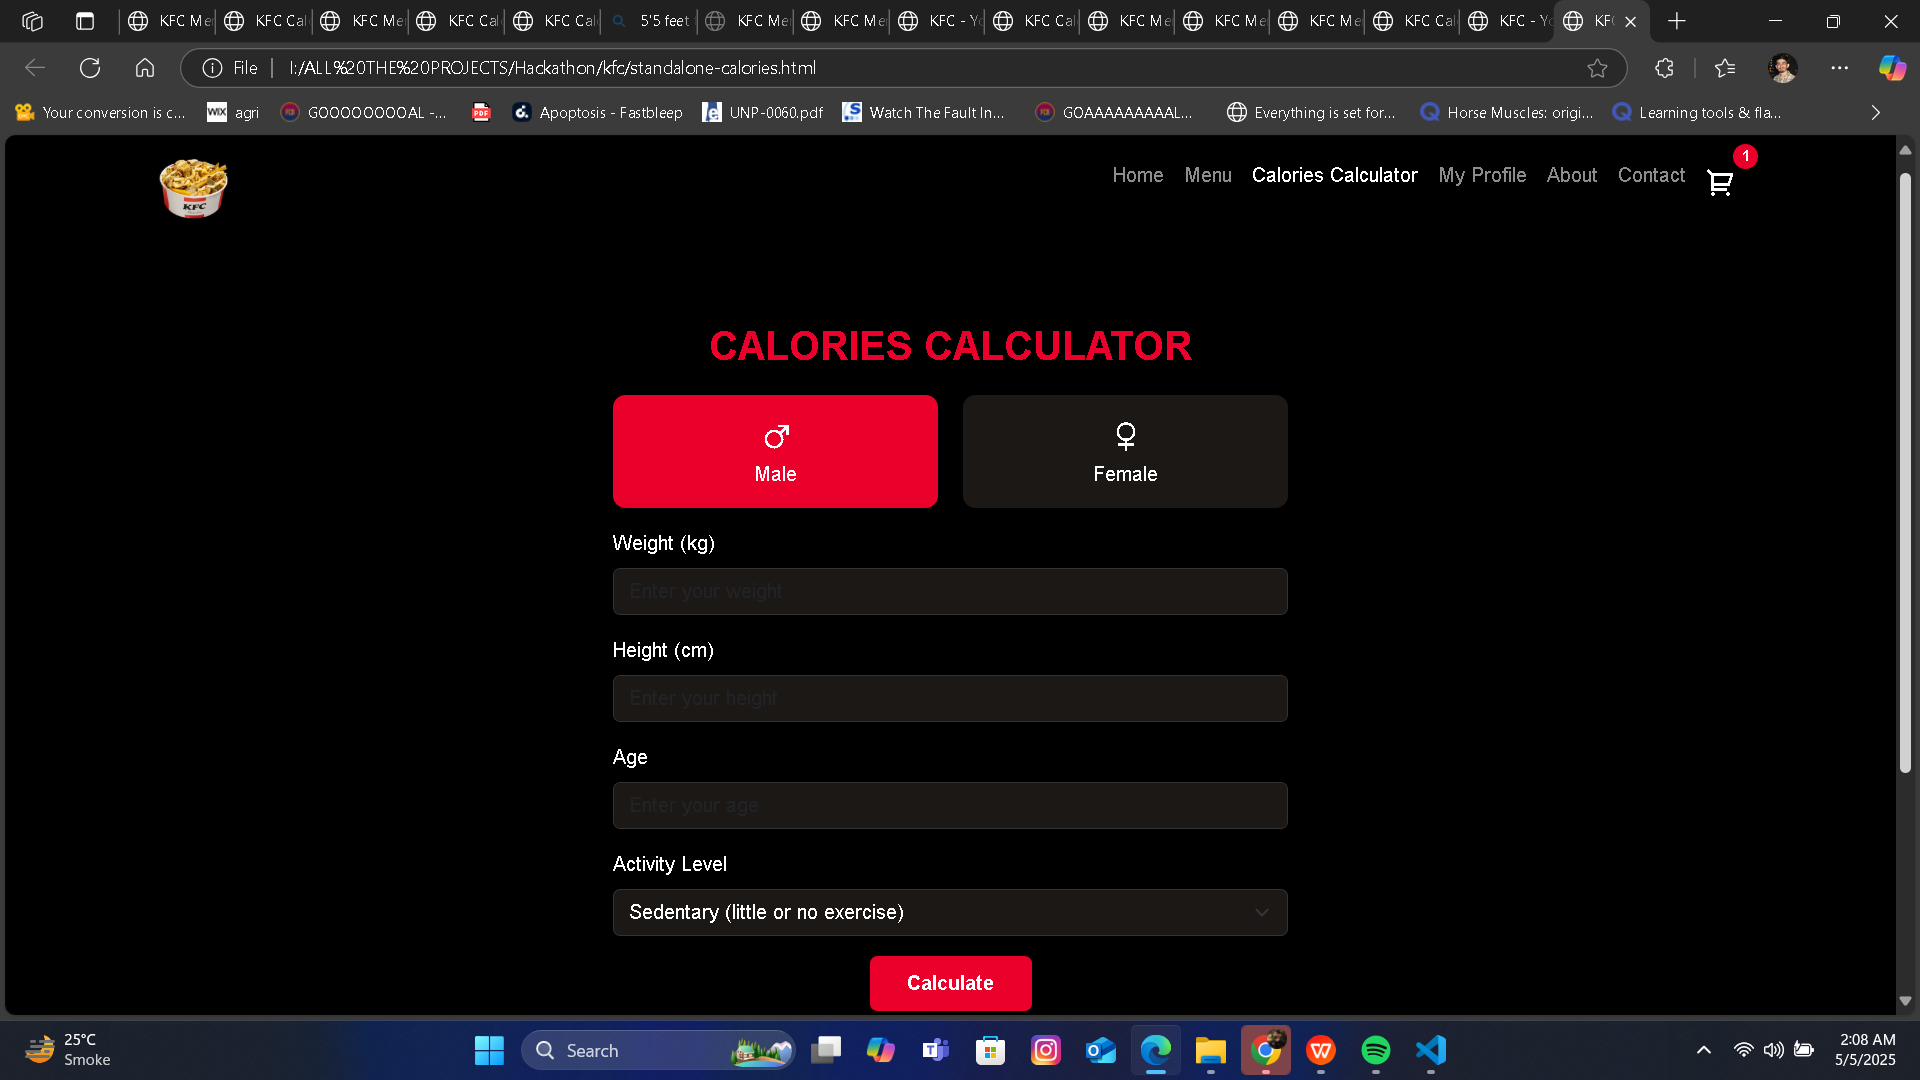 KFC Me
KFC Cal
KFC Me
KFC Cal
KFC Cal
5'5 feet
KFC Me
KFC Me
KFC - Yo
KFC Cal
KFC Me
KFC Me
KFC Me
KFC Cal
KFC - Yo
KF
File
I:/ALL%20THE%20PROJECTS/Hackathon/kfc/standalone-calories.html
Your conversion is c...
WiX agri
GOOOOOOOOAL -...
PDF
Apoptosis - Fastbleep
UNP-0060.pdf
Watch The Fault In...
GOAAAAAAAAAL...
Everything is set for...
Horse Muscles: origi...
Learning tools & fla...
KFC
Home
Menu
Calories Calculator
My Profile
About
Contact
1
CALORIES CALCULATOR
Male
Female
Weight (kg)
Enter your weight
Height (cm)
Enter your height
Age
Enter your age
Activity Level
Sedentary (little or no exercise)
Calculate
25°C
Smoke
Search
2:08 AM
5/5/2025